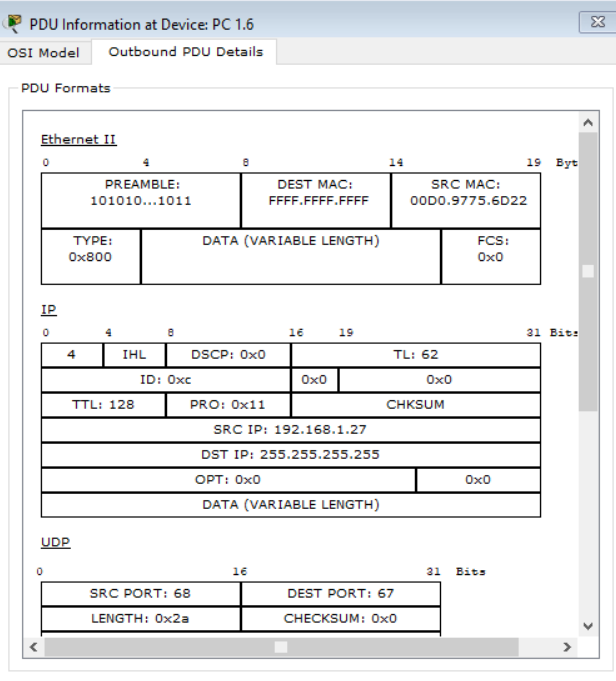 PDU Information at Device: PC 1.6
OSI Model Outbound PDU Details
PDU Formats
Ethernet II
0 4 8 14 19 Byt
PREAMBLE: DEST MAC: SRC MAC:
101010...1011 FFFF.FFFF.FFFF 00D0.9775.6D22
TYPE: DATA (VARIABLE LENGTH) FCS:
0x800 0x0
IP
0 4 8 16 19 31 Bits
4 IHL DSCP: 0x0 TL: 62
ID: 0xc 0x0 0x0
TTL: 128 PRO: 0x11 CHKSUM
SRC IP: 192.168.1.27
DST IP: 255.255.255.255
OPT: 0x0 0x0
DATA (VARIABLE LENGTH)
UDP
0 16 31 Bits
SRC PORT: 68 DEST PORT: 67
LENGTH: 0x2a CHECKSUM: 0x0